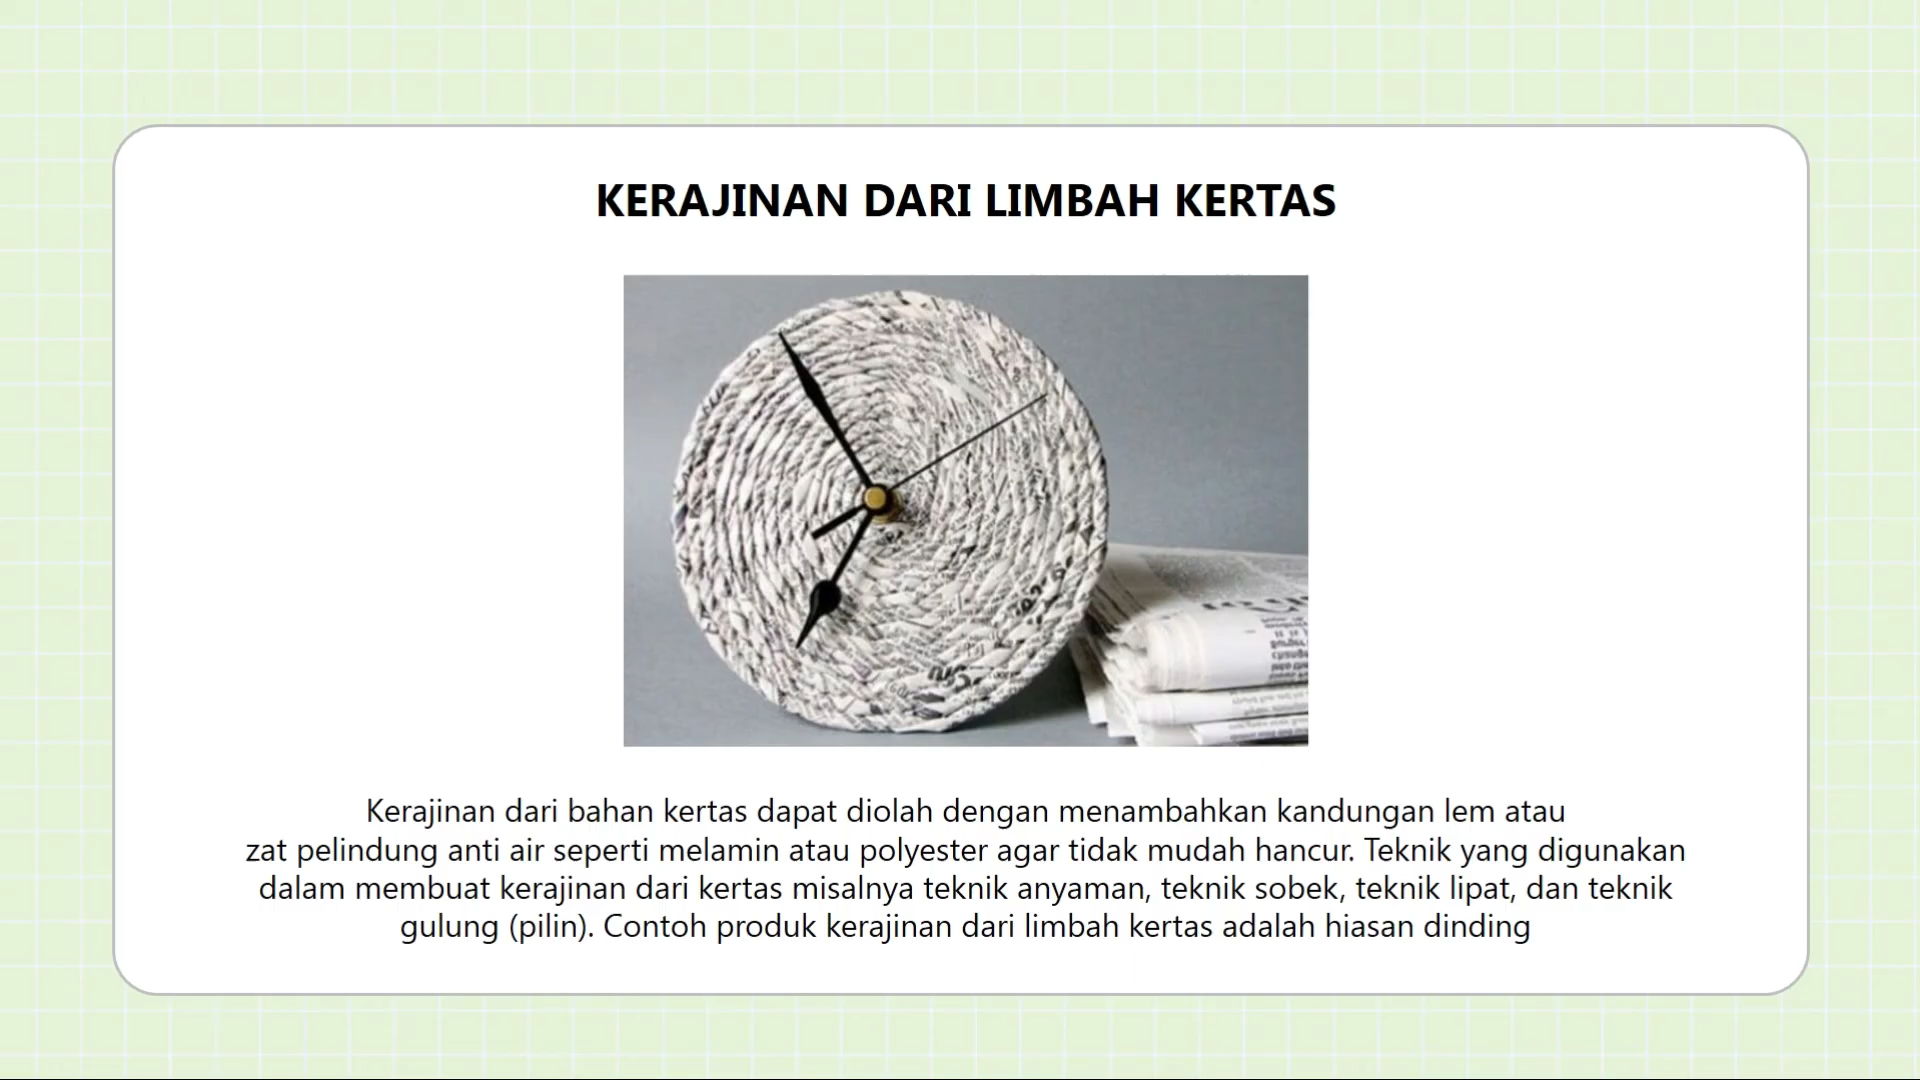 KERAJINAN DARI LIMBAH KERTAS
Kerajinan dari bahan kertas dapat diolah dengan menambahkan kandungan lem atau
zat pelindung anti air seperti melamin atau polyester agar tidak mudah hancur. Teknik yang digunakan
dalam membuat kerajinan dari kertas misalnya teknik anyaman, teknik sobek, teknik lipat, dan teknik
gulung (pilin). Contoh produk kerajinan dari limbah kertas adalah hiasan dinding